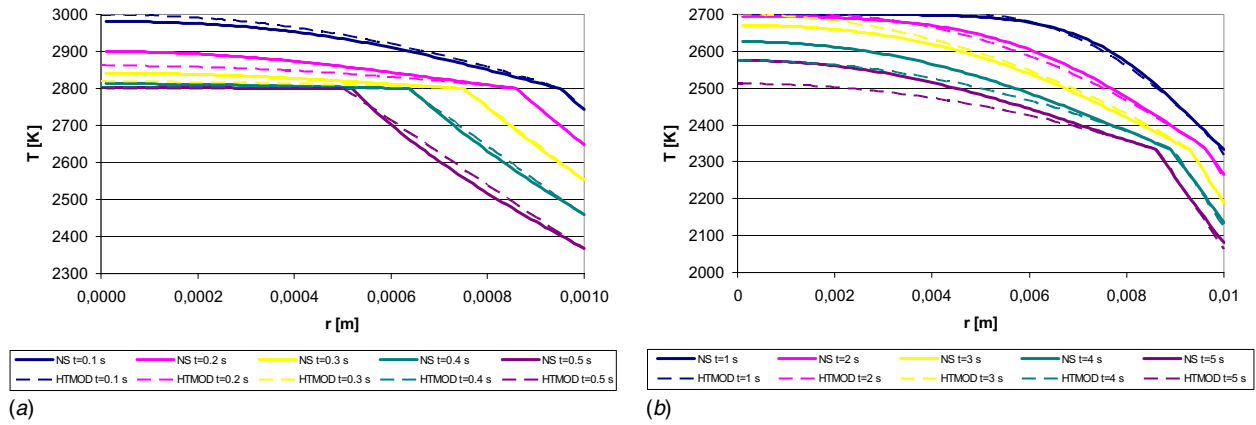 3000
2900
2800
2700
2600
2500
2400
2300
T [K]
0,0000 0,0002 0,0004 0,0006 0,0008 0,0010
r [m]
NS t=0.1 s NS t=0.2 s NS t=0.3 s NS t=0.4 s NS t=0.5 s
HTMOD t=0.1 s HTMOD t=0.2 s HTMOD t=0.3 s HTMOD t=0.4 s HTMOD t=0.5 s
(a)
2700
2600
2500
2400
2300
2200
2100
2000
T [K]
0 0,002 0,004 0,006 0,008 0,01
r [m]
NS t=1 s NS t=2 s NS t=3 s NS t=4 s NS t=5 s
HTMOD t=1 s HTMOD t=2 s HTMOD t=3 s HTMOD t=4 s HTMOD t=5 s
(b)